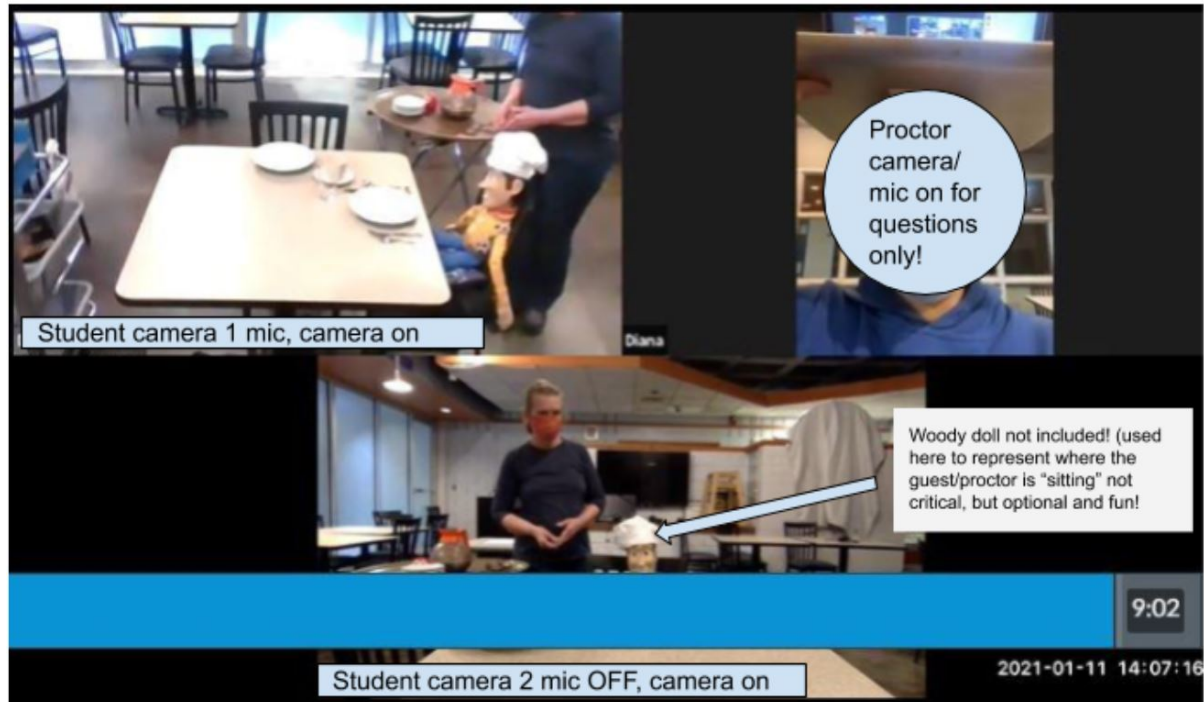 Proctor
camera/
mic on for
questions
only!
Student camera 1 mic, camera on
Diana
Woody doll not included! (used
here to represent where the
guest/proctor is “sitting” not
critical, but optional and fun!
9:02
2021-01-11 14:07:16
Student camera 2 mic OFF, camera on